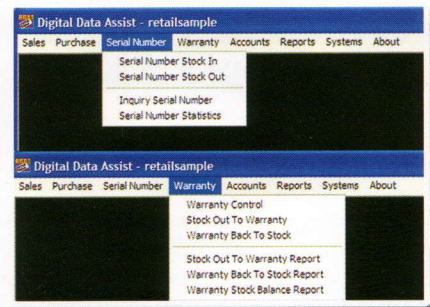 Digital Data Assist - retailsample
Sales Purchase Serial Number Warranty Accounts Reports Systems About
Serial Number Stock In
Serial Number Stock Out
Inquiry Serial Number
Serial Number Statistics
Digital Data Assist - retailsample
Sales Purchase Serial Number Warranty Accounts Reports Systems About
Warranty Control
Stock Out To Warranty
Warranty Back To Stock
Stock Out To Warranty Report
Warranty Back To Stock Report
Warranty Stock Balance Report